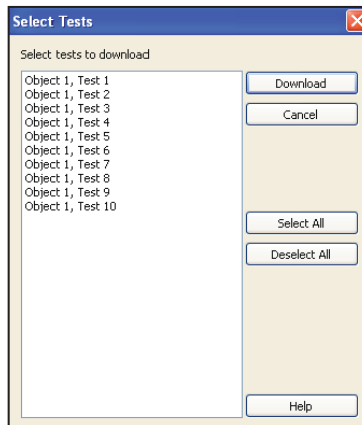 Select Tests
Select tests to download
Object 1, Test 1
Object 1, Test 2
Object 1, Test 3
Object 1, Test 4
Object 1, Test 5
Object 1, Test 6
Object 1, Test 7
Object 1, Test 8
Object 1, Test 9
Object 1, Test 10
Download
Cancel
Select All
Deselect All
Help